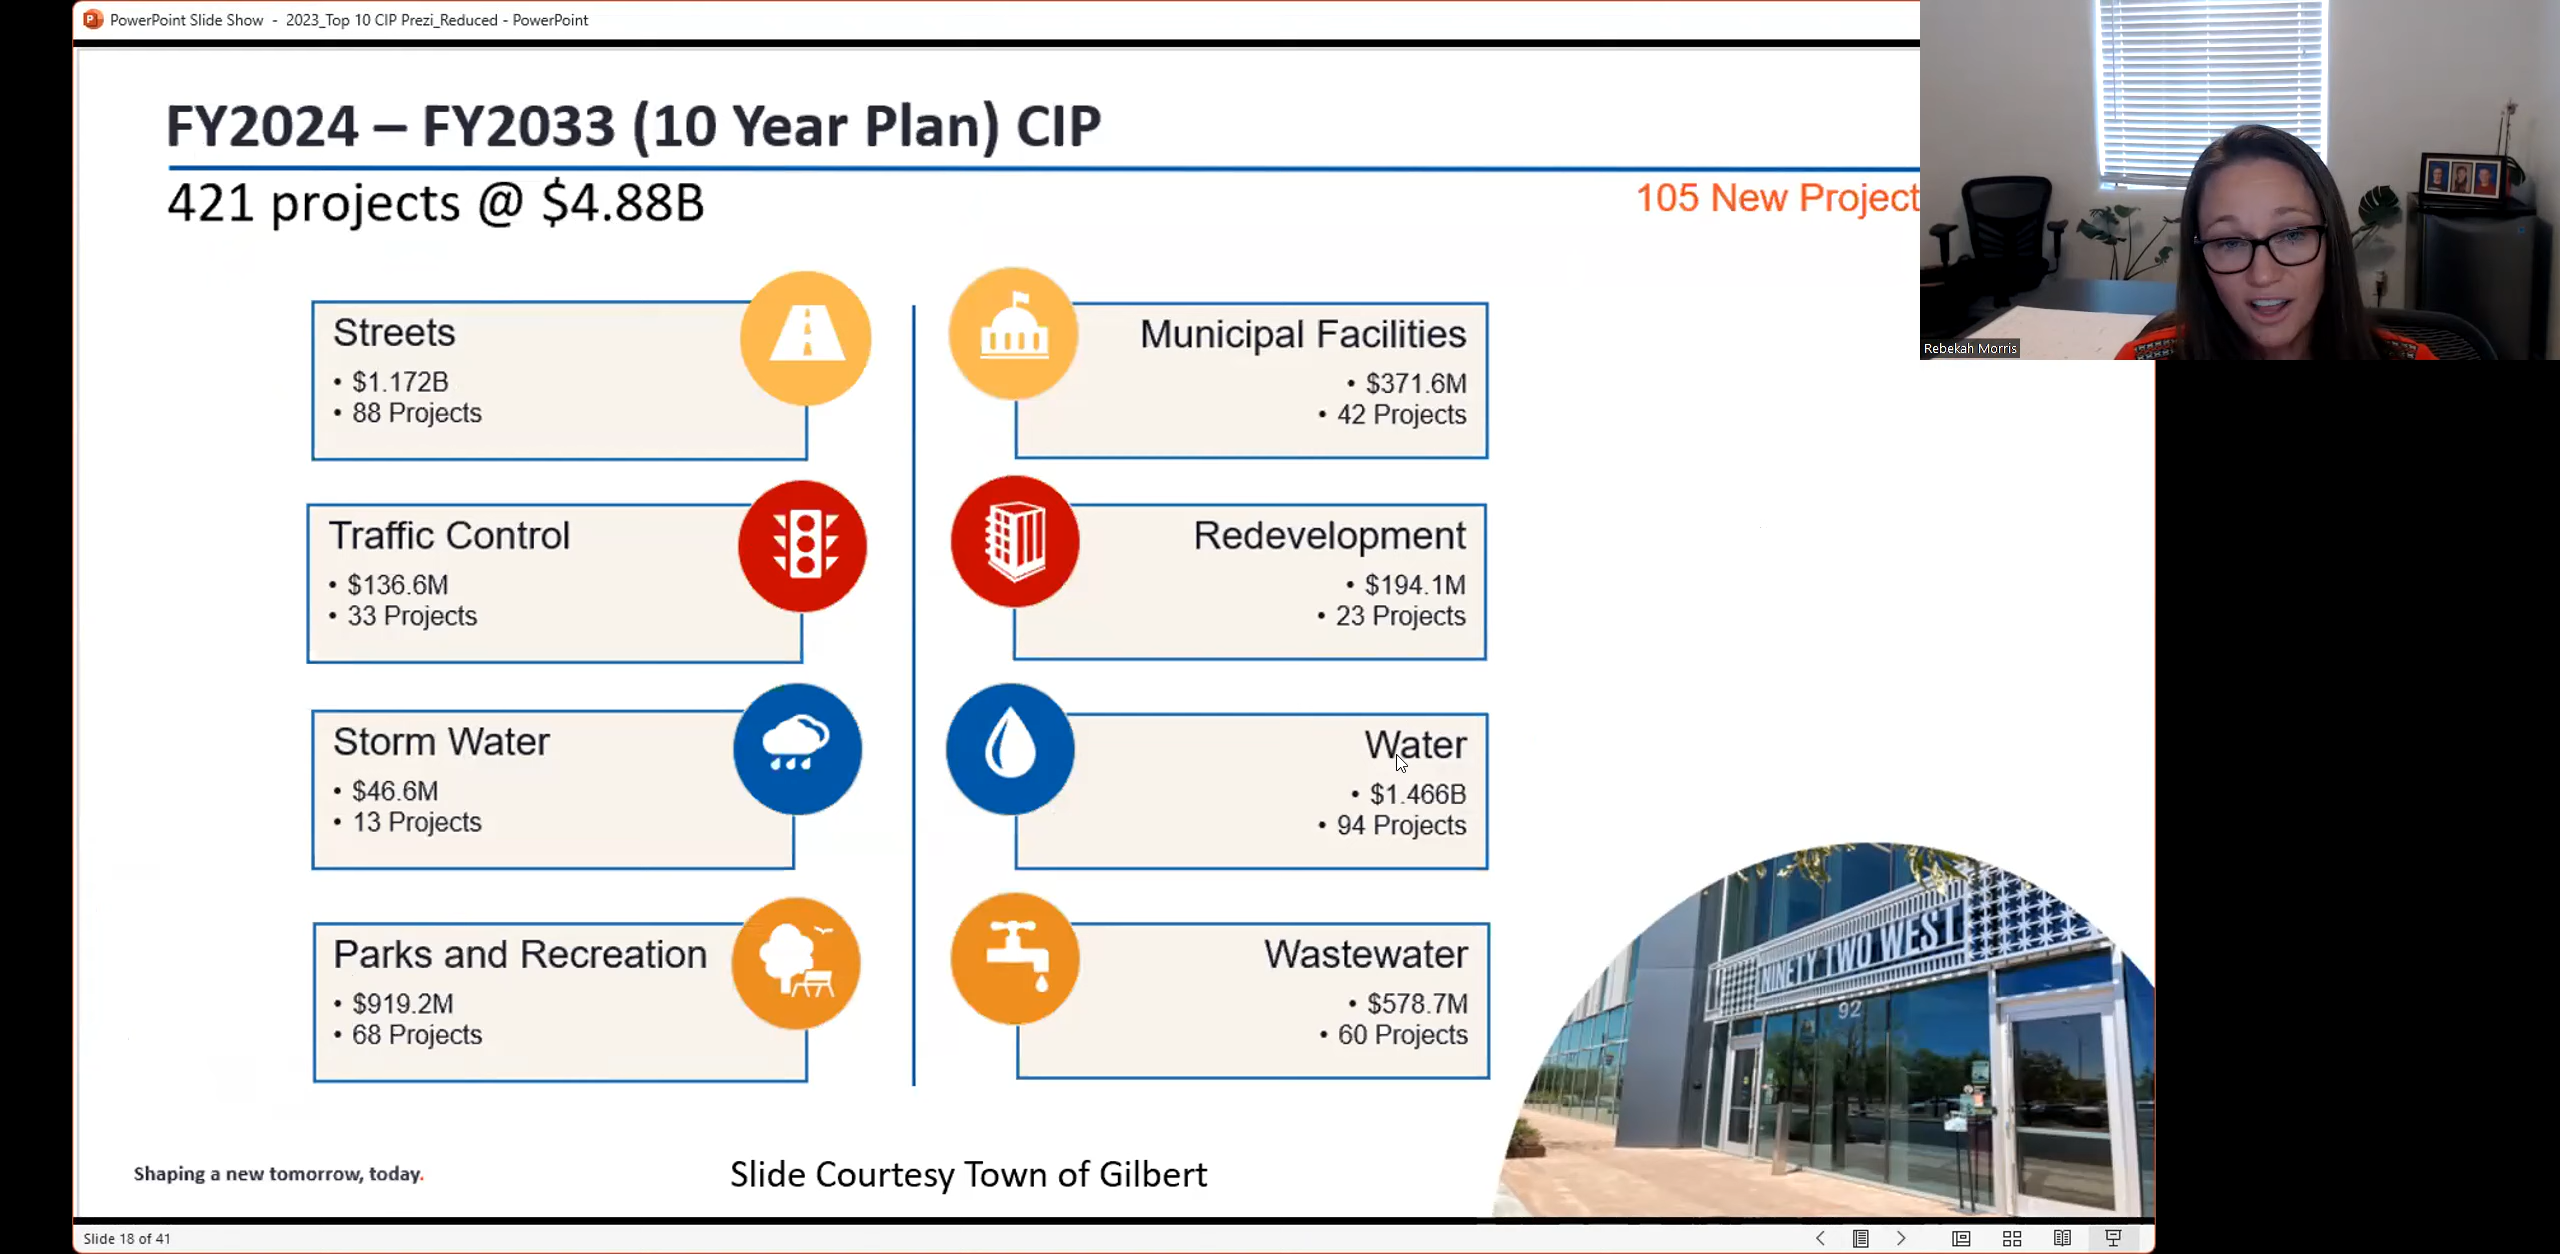 PowerPoint Slide Show - 2023_Top 10 CIP Prezi_Reduced - PowerPoint
FY2024 – FY2033 (10 Year Plan) CIP
421 projects @ $4.88B
105 New Project
Streets
• $1.172B
• 88 Projects
Municipal Facilities
• $371.6M
• 42 Projects
Traffic Control
• $136.6M
• 33 Projects
Redevelopment
• $194.1M
• 23 Projects
Storm Water
• $46.6M
• 13 Projects
Water
• $1.466B
• 94 Projects
Parks and Recreation
• $919.2M
• 68 Projects
Wastewater
• $578.7M
• 60 Projects
NINETY TWO WEST
92
Shaping a new tomorrow, today.
Slide Courtesy Town of Gilbert
Slide 18 of 41
Rebekah Morris